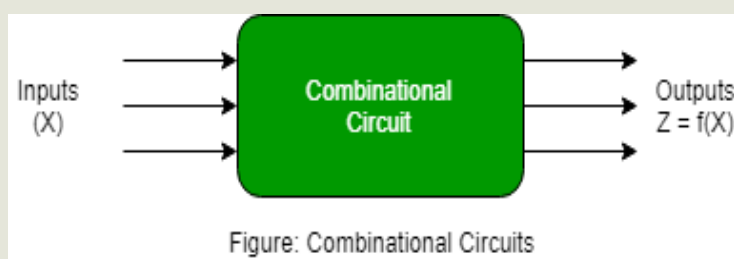 Inputs
(X)
Combinational
Circuit
Outputs
Z = f(X)
Figure: Combinational Circuits